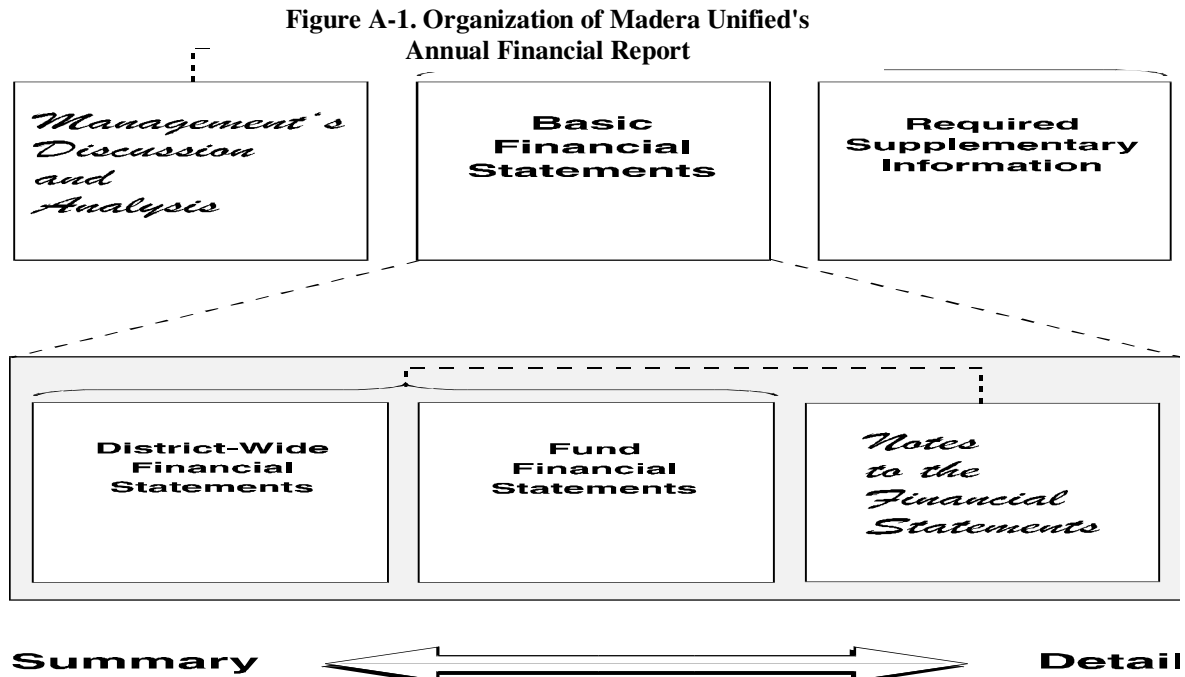 Figure A-1. Organization of Madera Unified's
Annual Financial Report
Management's
Discussion
and
Analysis
Basic
Financial
Statements
Required
Supplementary
Information
District-Wide
Financial
Statements
Fund
Financial
Statements
Notes
to the
Financial
Statements
Summary
Detail